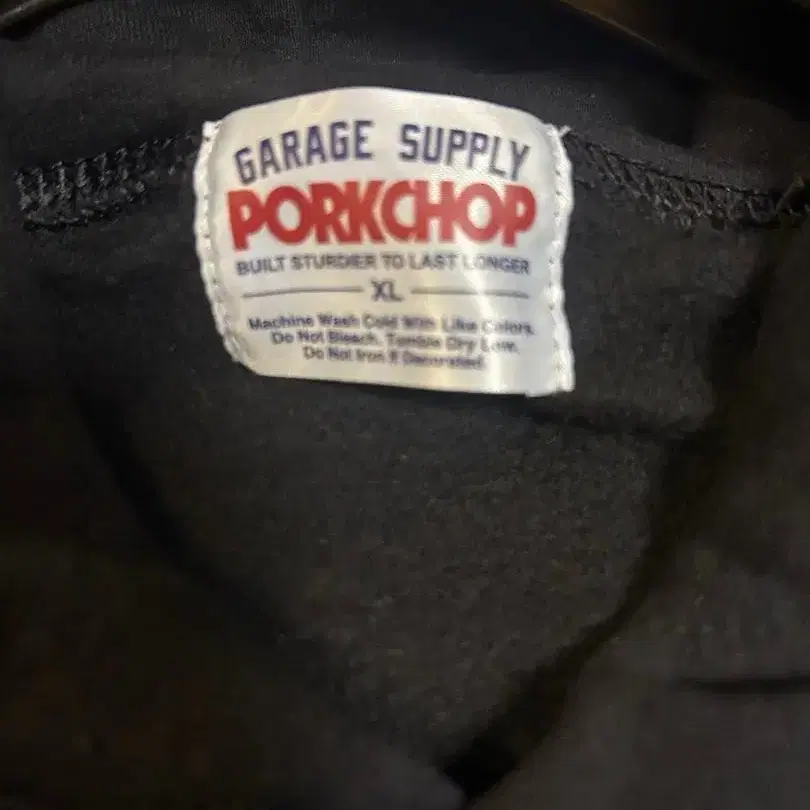 GARAGE SUPPLY
PORKCHOP
BUILT STURDIER TO LAST LONGER
XL
Machine Wash Cold With Like Colors.
Do Not Bleach. Tumble Dry Low.
Do Not Iron If Decorated.